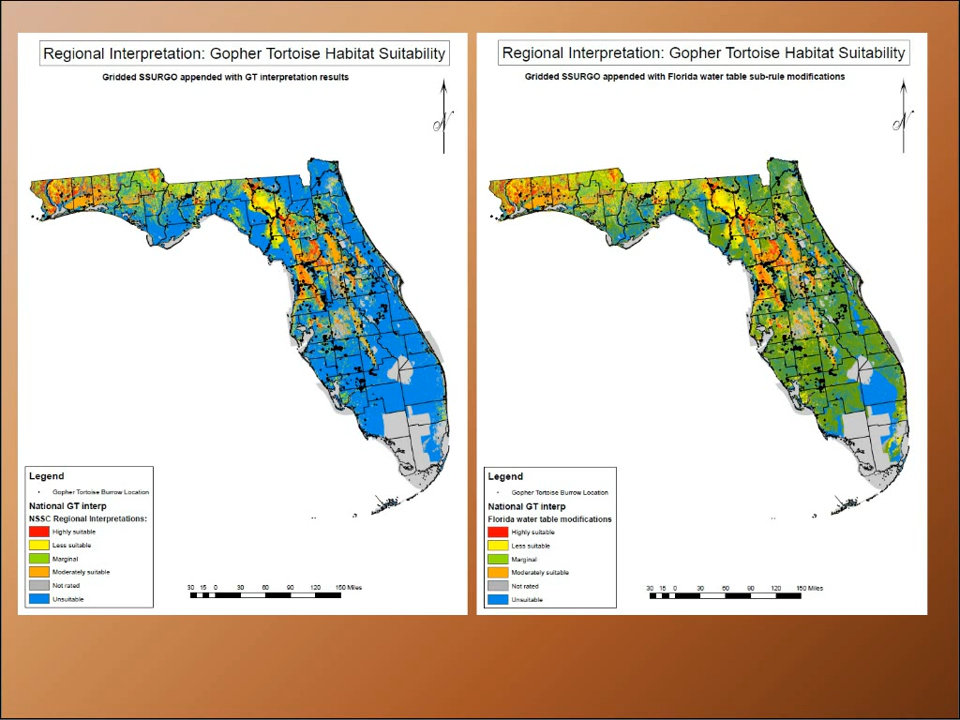 Regional Interpretation: Gopher Tortoise Habitat Suitability
Gridded SSURGO appended with GT interpretation results
N
Legend
Gopher Tortoise Burrow Location
National GT interp
NSSC Regional Interpretations:
Highly suitable
Less suitable
Marginal
Moderately suitable
Not rated
Unsuitable
30 15 0 30 60 90 120 150 Miles
Regional Interpretation: Gopher Tortoise Habitat Suitability
Gridded SSURGO appended with Florida water table sub-rule modifications
N
Legend
Gopher Tortoise Burrow Location
National GT interp
Florida water table modifications
Highly suitable
Less suitable
Marginal
Moderately suitable
Not rated
Unsuitable
30 15 0 30 60 90 120 150 Miles